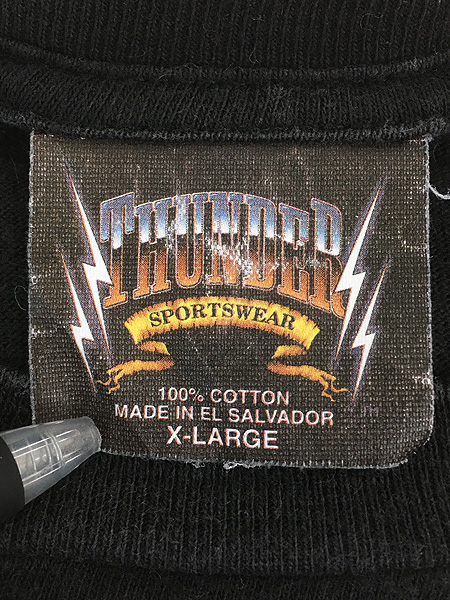 THUNDER
SPORTSWEAR
100% COTTON
MADE IN EL SALVADOR
X-LARGE